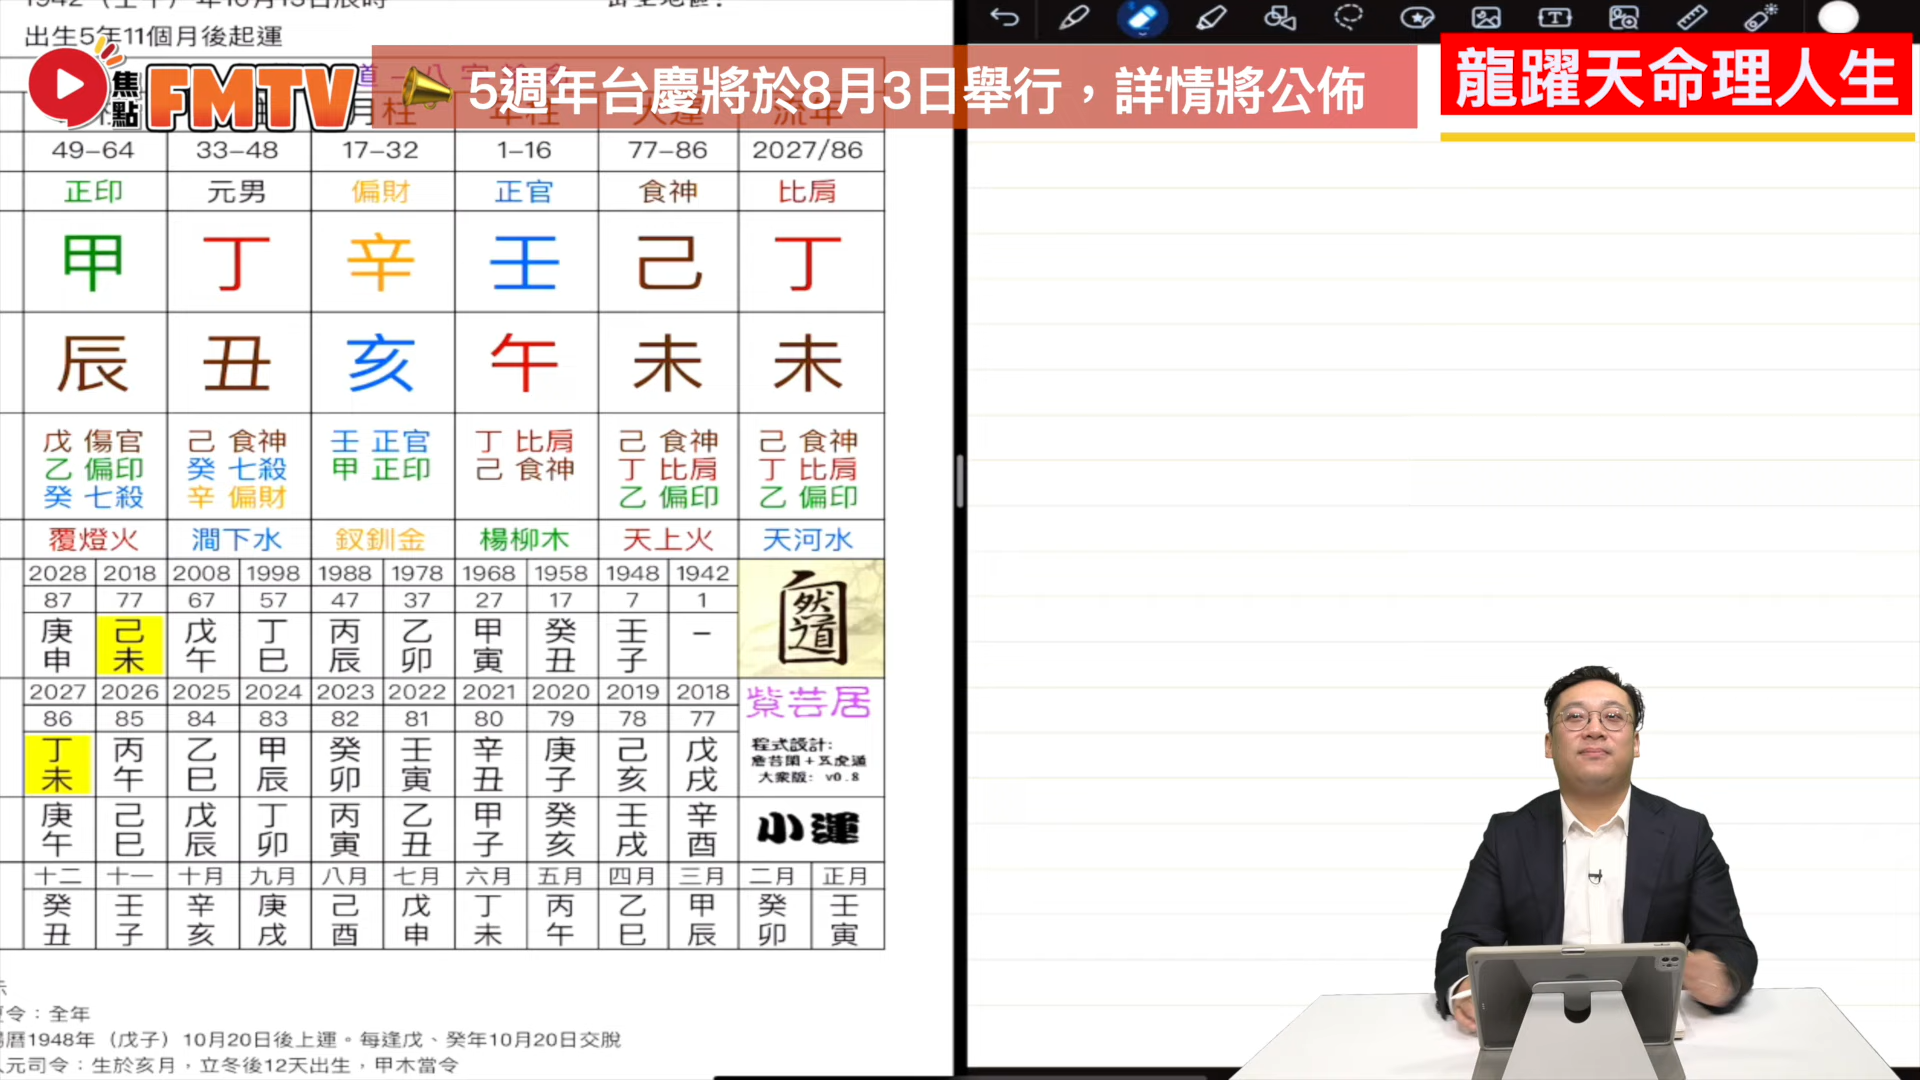 出生5年11個月後起運
焦點 FMTV
5週年台慶將於8月3日舉行，詳情將公佈
龍躍天命理人生
49–64 33–48 17–32 1–16 77–86 2027/86
正印 元男 偏財 正官 食神 比肩
甲 丁 辛 壬 己 丁
辰 丑 亥 午 未 未
戊 傷官 己 食神 壬 正官 丁 比肩 己 食神 己 食神
乙 偏印 癸 七殺 甲 正印 己 食神 丁 比肩 丁 比肩
癸 七殺 辛 偏財 乙 偏印 乙 偏印
覆燈火 澗下水 釵釧金 楊柳木 天上火 天河水
2028 2018 2008 1998 1988 1978 1968 1958 1948 1942
87 77 67 57 47 37 27 17 7 1
庚 己 戊 丁 丙 乙 甲 癸 壬 –
申 未 午 巳 辰 卯 寅 丑 子
然道
2027 2026 2025 2024 2023 2022 2021 2020 2019 2018
86 85 84 83 82 81 80 79 78 77
丁 丙 乙 甲 癸 壬 辛 庚 己 戊
未 午 巳 辰 卯 寅 丑 子 亥 戌
紫芸居
程式設計:
大衆版: v0.8
庚 己 戊 丁 丙 乙 甲 癸 壬 辛
午 巳 辰 卯 寅 丑 子 亥 戌 酉
小運
十二 十一 十月 九月 八月 七月 六月 五月 四月 三月 二月 正月
癸 壬 辛 庚 己 戊 丁 丙 乙 甲 癸 壬
丑 子 亥 戌 酉 申 未 午 巳 辰 卯 寅
令：全年
曆1948年（戊子）10月20日後上運。每逢戊、癸年10月20日交脫
元司令：生於亥月，立冬後12天出生，甲木當令